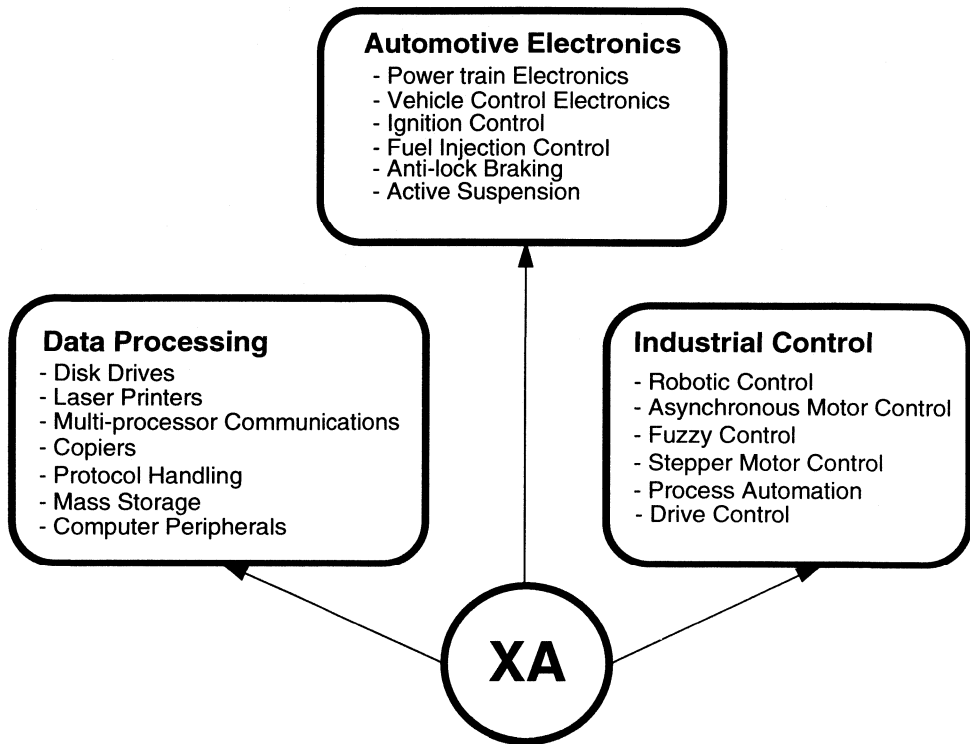 Automotive Electronics
- Power train Electronics
- Vehicle Control Electronics
- Ignition Control
- Fuel Injection Control
- Anti-lock Braking
- Active Suspension
Data Processing
- Disk Drives
- Laser Printers
- Multi-processor Communications
- Copiers
- Protocol Handling
- Mass Storage
- Computer Peripherals
Industrial Control
- Robotic Control
- Asynchronous Motor Control
- Fuzzy Control
- Stepper Motor Control
- Process Automation
- Drive Control
XA